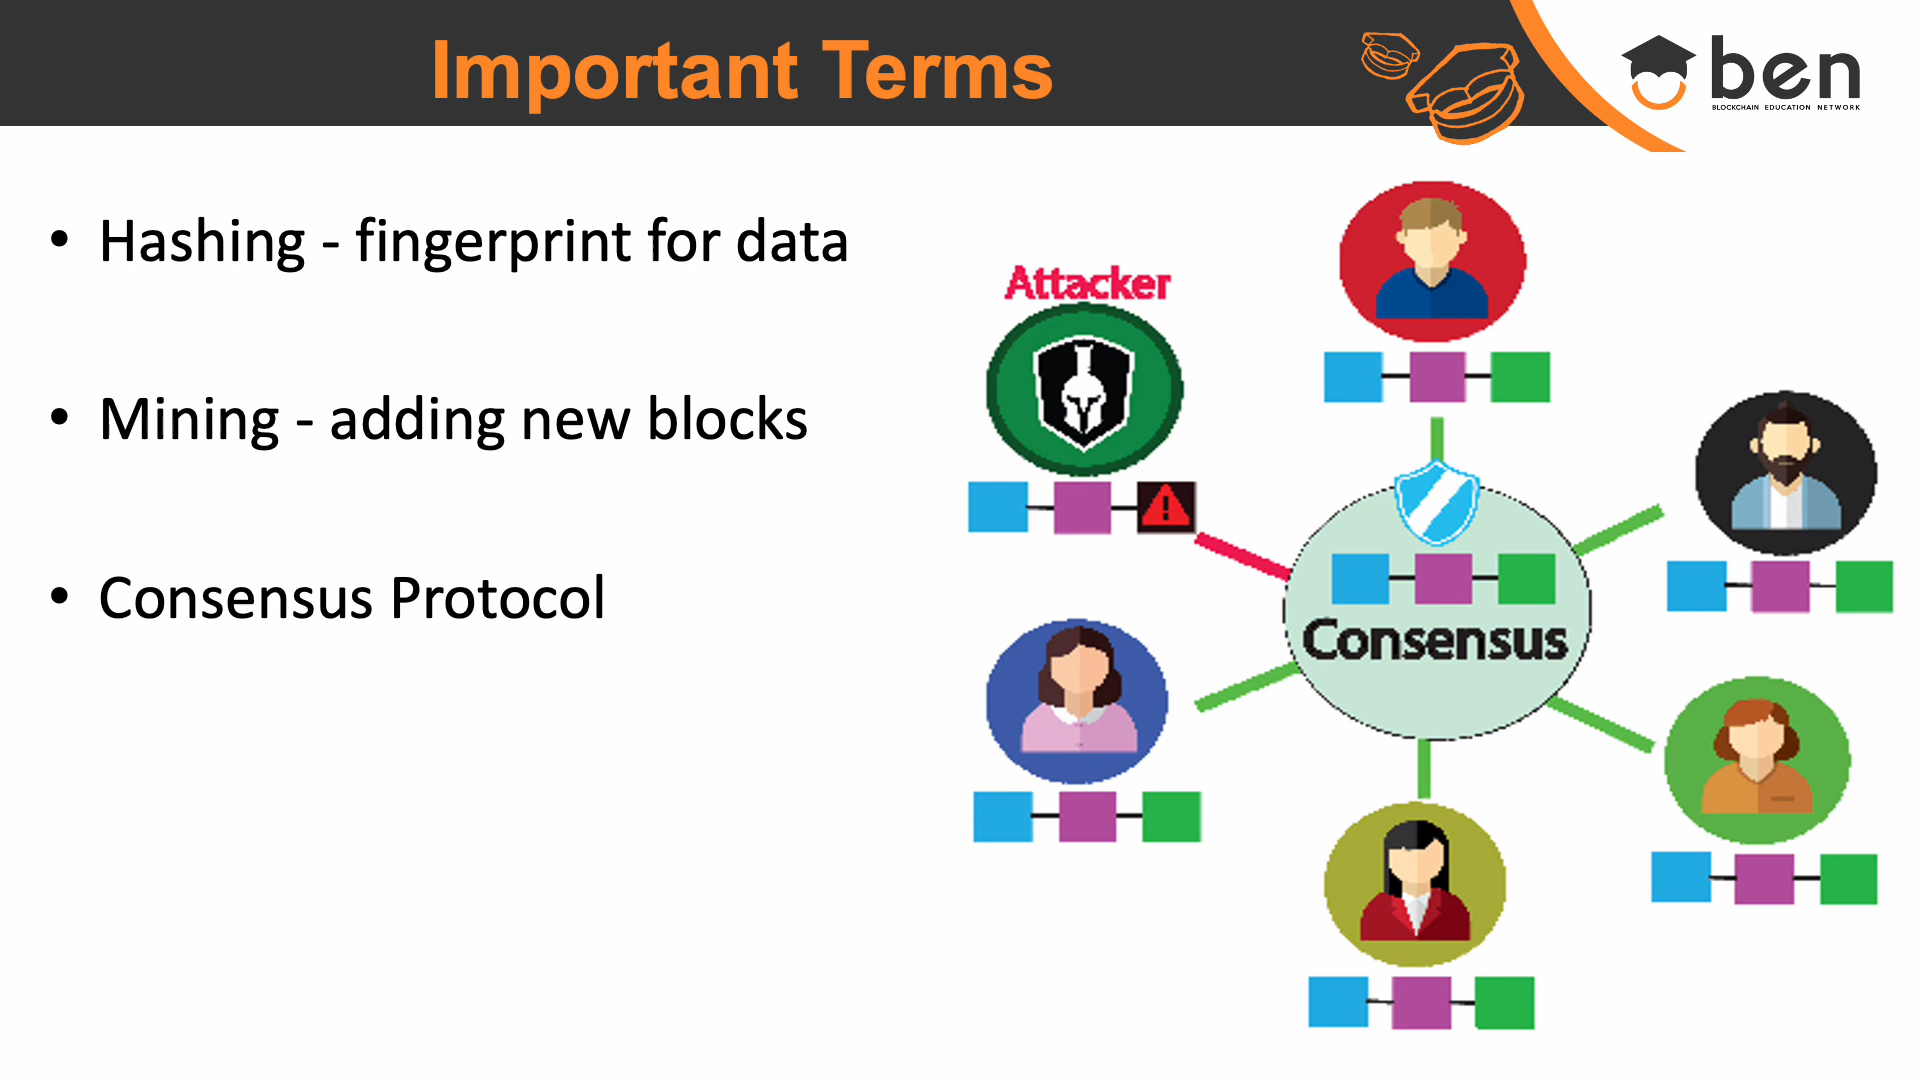 Important Terms
ben
BLOCKCHAIN EDUCATION NETWORK
• Hashing - fingerprint for data
• Mining - adding new blocks
• Consensus Protocol
Attacker
Consensus